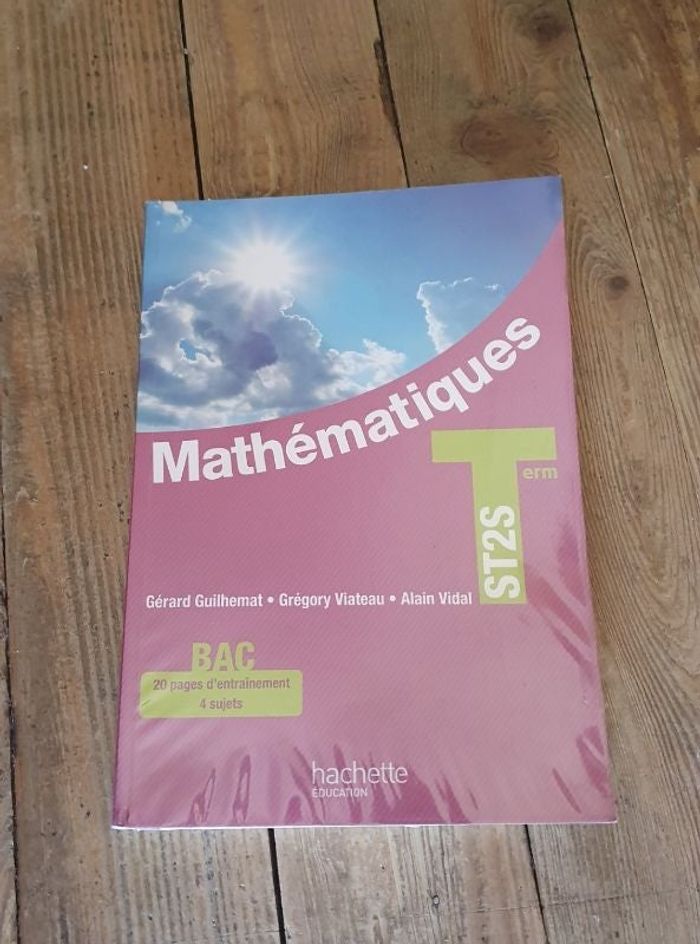 Mathématiques
Term
ST2S
Gérard Guilhemat • Grégory Viateau • Alain Vidal
BAC
20 pages d'entraînement
4 sujets
hachette
ÉDUCATION